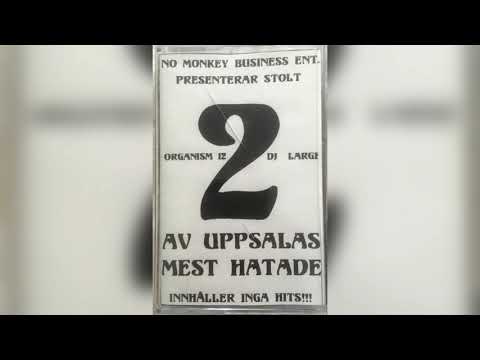 NO MONKEY BUSINESS ENT.
PRESENTERAR STOLT
2
ORGANISM 12 DJ LARGE
AV UPPSALAS
MEST HATADE
INNHÅLLER INGA HITS!!!